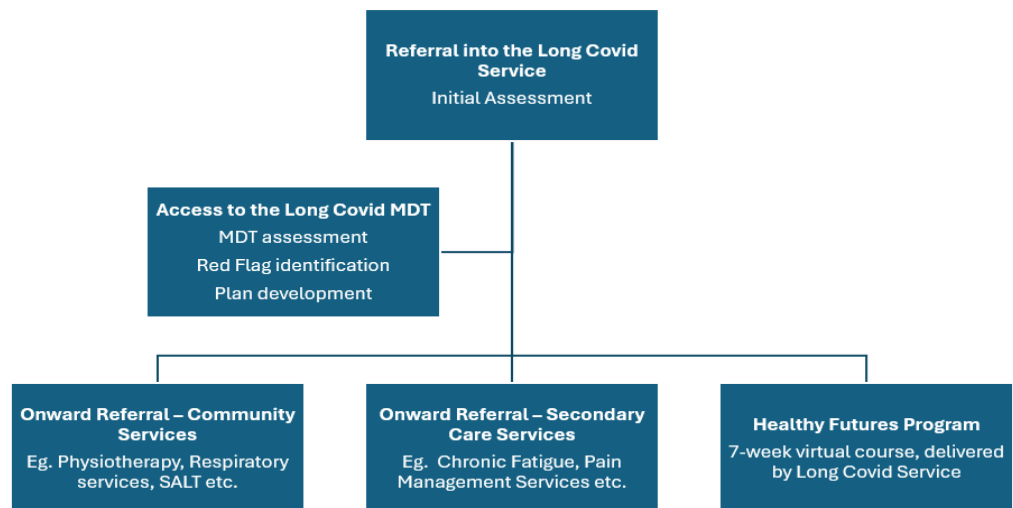 Referral into the Long Covid
Service
Initial Assessment
Access to the Long Covid MDT
MDT assessment
Red Flag identification
Plan development
Onward Referral – Community
Services
Eg. Physiotherapy, Respiratory
services, SALT etc.
Onward Referral – Secondary
Care Services
Eg.  Chronic Fatigue, Pain
Management Services etc.
Healthy Futures Program
7-week virtual course, delivered
by Long Covid Service